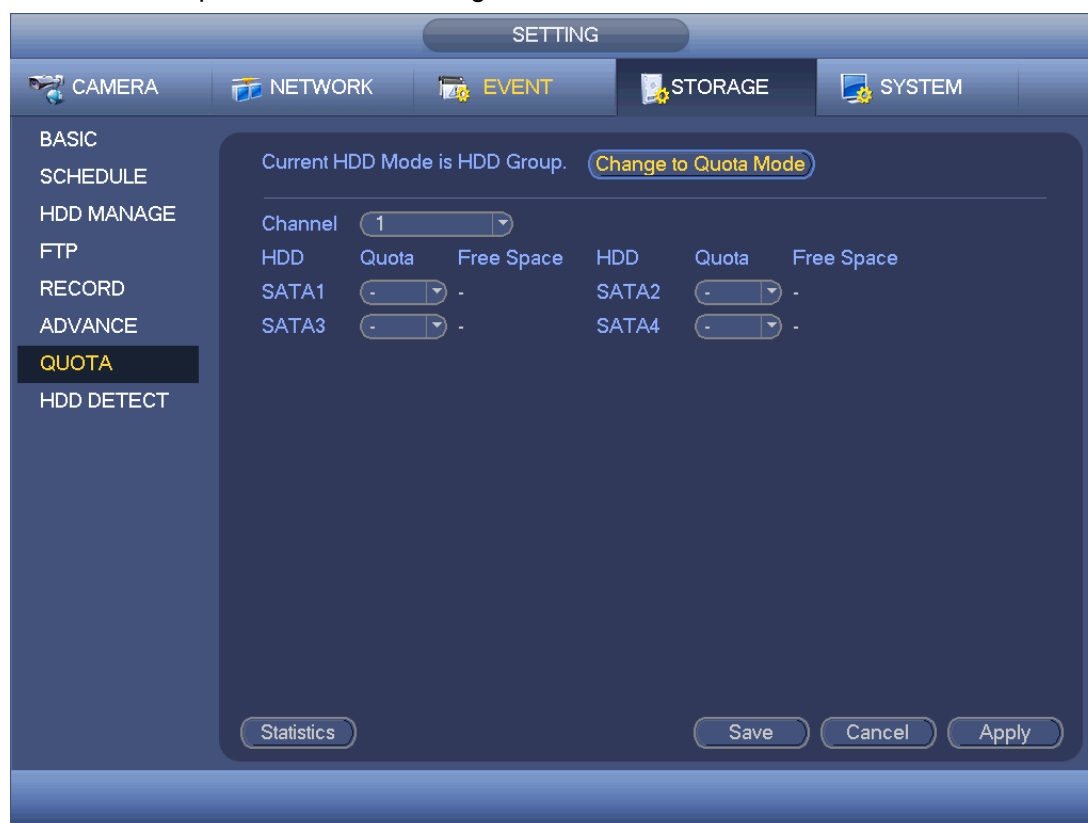 SETTING
CAMERA NETWORK EVENT STORAGE SYSTEM
BASIC
SCHEDULE
HDD MANAGE
FTP
RECORD
ADVANCE
QUOTA
HDD DETECT
Current HDD Mode is HDD Group. Change to Quota Mode
Channel 1
HDD Quota Free Space HDD Quota Free Space
SATA1 - - SATA2 - -
SATA3 - - SATA4 - -
Statistics Save Cancel Apply